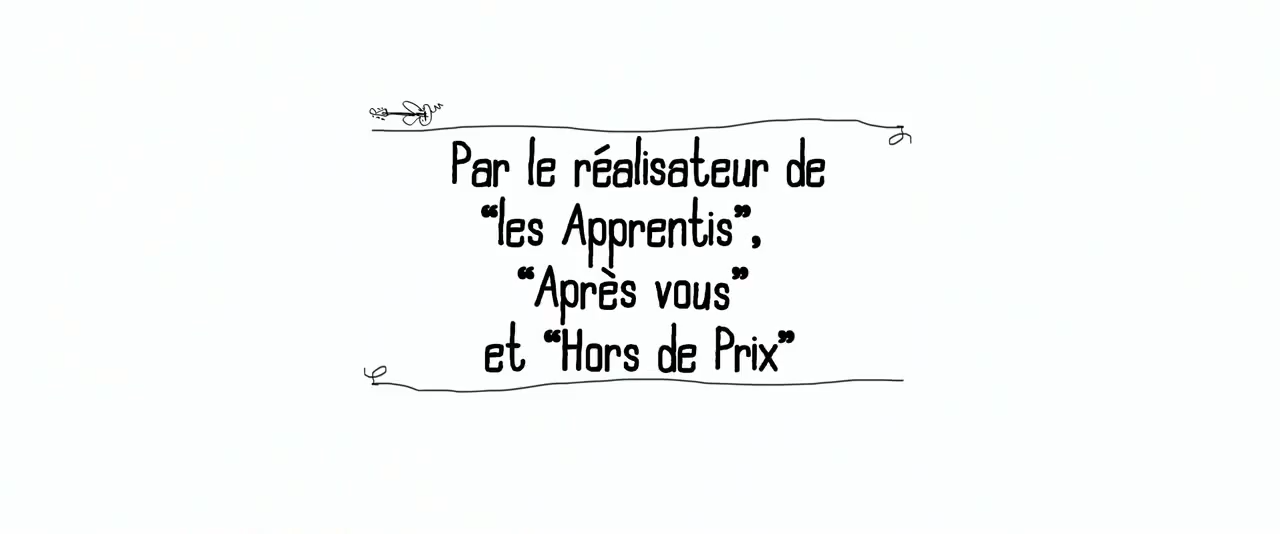 Par le réalisateur de
“les Apprentis”,
“Après vous”
et “Hors de Prix”